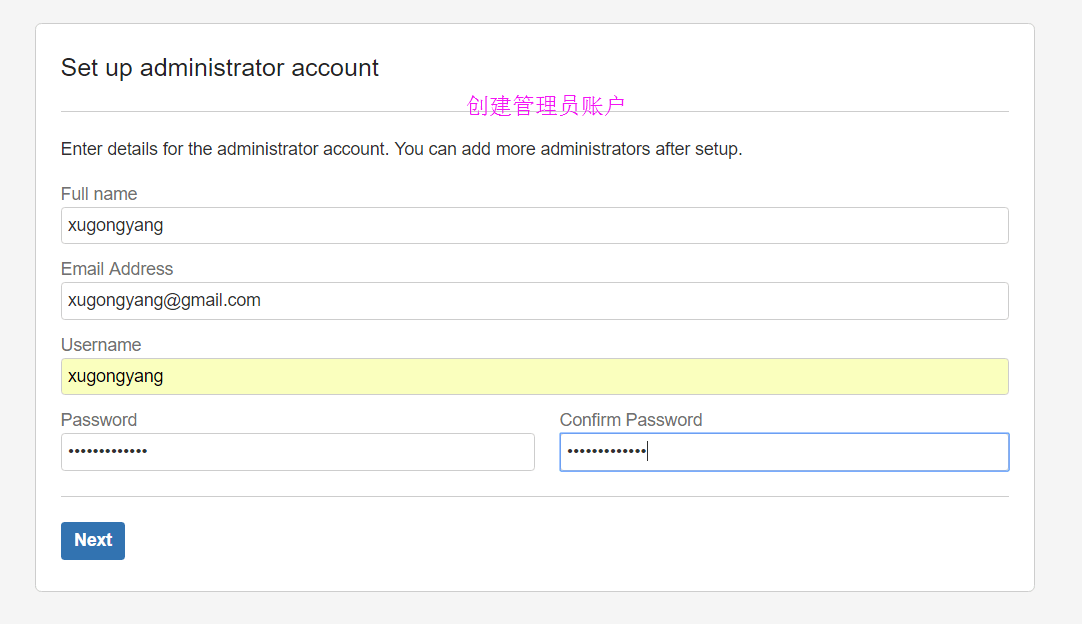 Set up administrator account
创建管理员账户
Enter details for the administrator account. You can add more administrators after setup.
Full name
xugongyang
Email Address
xugongyang@gmail.com
Username
xugongyang
Password Confirm Password
••••••••••••• •••••••••••••
Next